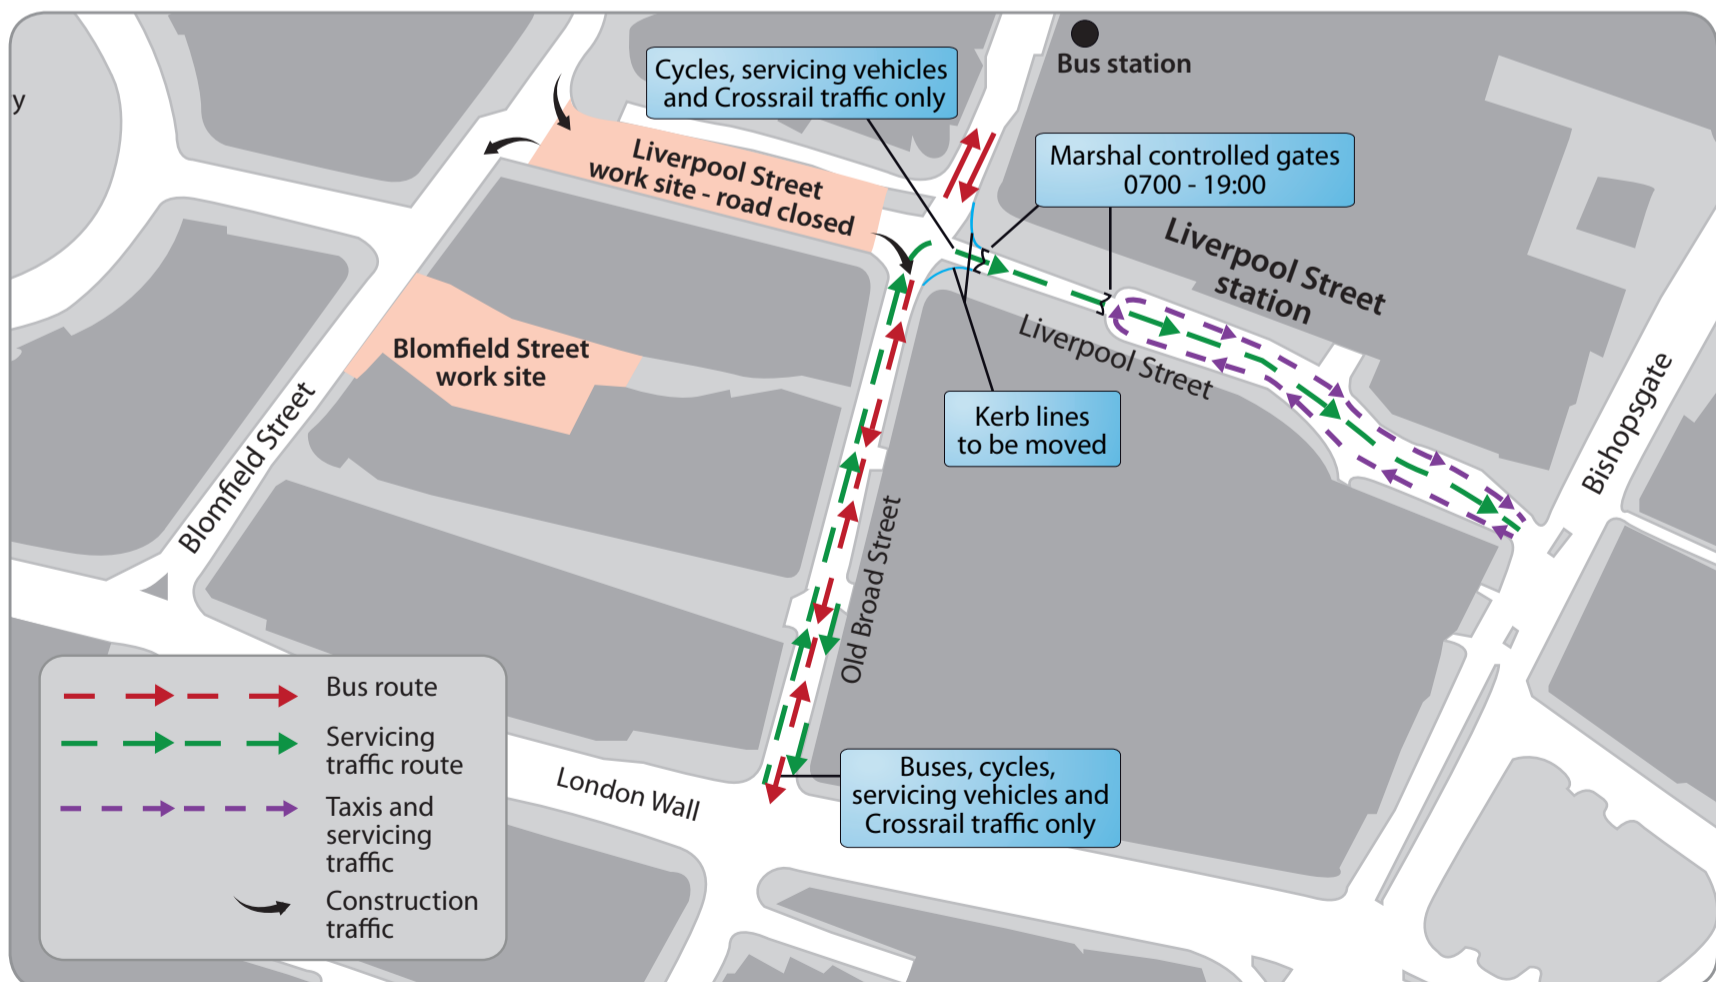 Bus station
Cycles, servicing vehicles
and Crossrail traffic only
y
Marshal controlled gates
0700 - 19:00
Liverpool Street
work site - road closed
Liverpool Street
station
Liverpool Street
Blomfield Street
work site
Kerb lines
to be moved
Bishopsgate
Blomfield Street
Old Broad Street
London Wall
Buses, cycles,
servicing vehicles and
Crossrail traffic only
Bus route
Servicing
traffic route
Taxis and
servicing
traffic
Construction
traffic